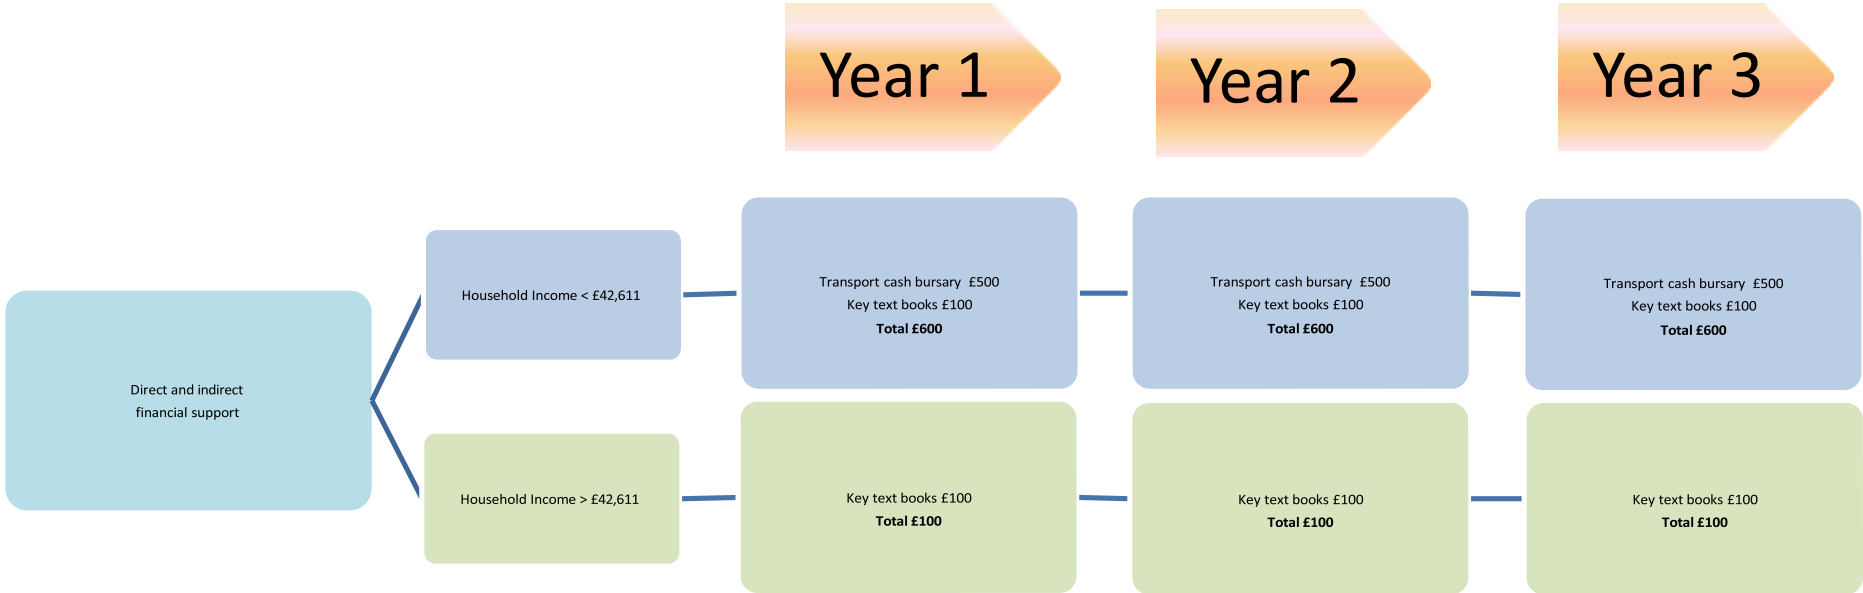 Year 1
Year 2
Year 3
Direct and indirect
financial support
Household Income < £42,611
Transport cash bursary  £500
Key text books £100
Total £600
Transport cash bursary  £500
Key text books £100
Total £600
Transport cash bursary  £500
Key text books £100
Total £600
Household Income > £42,611
Key text books £100
Total £100
Key text books £100
Total £100
Key text books £100
Total £100